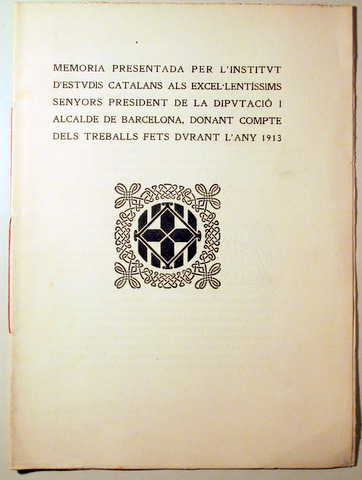 MEMORIA PRESENTADA PER L'INSTITVT
D'ESTVDIS CATALANS ALS EXCEL·LENTÍSSIMS
SENYORS PRESIDENT DE LA DIPVTACIÓ I
ALCALDE DE BARCELONA, DONANT COMPTE
DELS TREBALLS FETS DVRANT L'ANY 1913